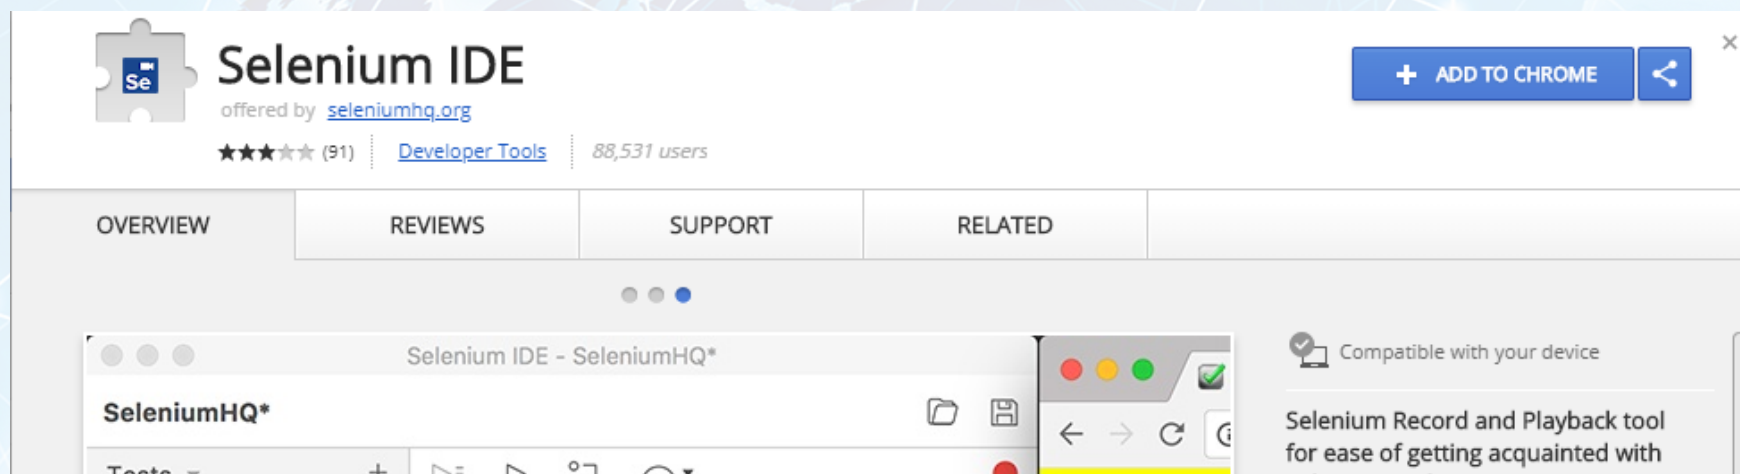 Se
Selenium IDE
offered by seleniumhq.org
(91) Developer Tools 88,531 users
+ ADD TO CHROME
×
OVERVIEW REVIEWS SUPPORT RELATED
Selenium IDE - SeleniumHQ*
SeleniumHQ*
Tests
Compatible with your device
Selenium Record and Playback tool
for ease of getting acquainted with